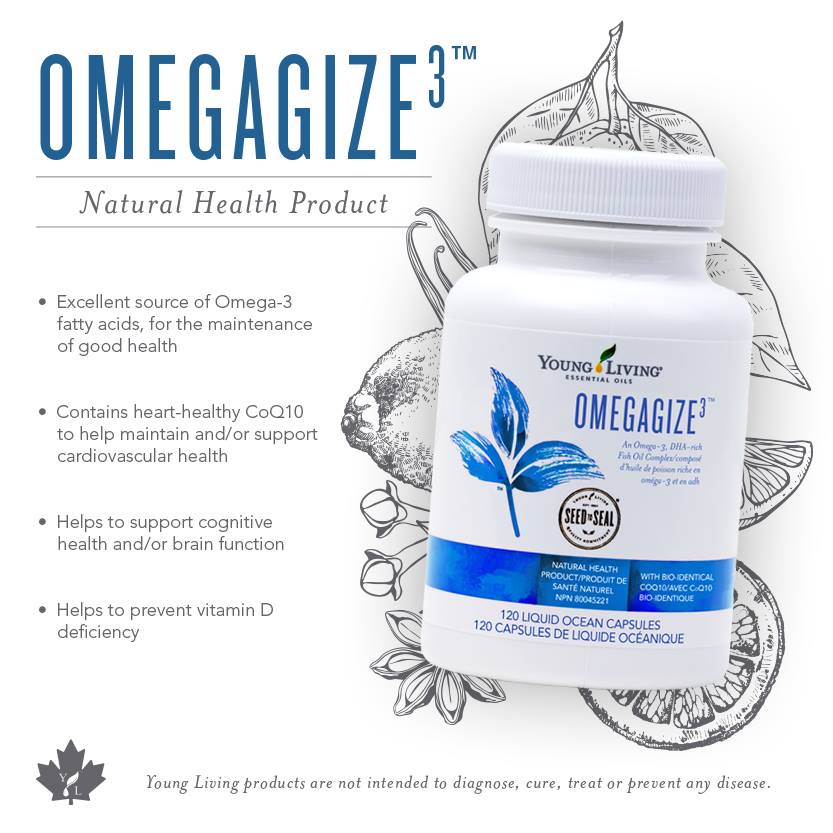 OMEGAGIZE³™
Natural Health Product
• Excellent source of Omega-3
fatty acids, for the maintenance
of good health
• Contains heart-healthy CoQ10
to help maintain and/or support
cardiovascular health
• Helps to support cognitive
health and/or brain function
• Helps to prevent vitamin D
deficiency
YOUNG LIVING®
ESSENTIAL OILS
OMEGAGIZE³™
An Omega-3, DHA-rich
Fish Oil Complex/composé
d'huile de poisson riche en
oméga-3 et en adh
™
YOUNG LIVING
SEED TO SEAL
QUALITY COMMITMENT
NATURAL HEALTH
PRODUCT/PRODUIT DE
SANTÉ NATUREL
NPN 80045221
WITH BIO-IDENTICAL
COQ10/AVEC CoQ10
BIO-IDENTIQUE
120 LIQUID OCEAN CAPSULES
120 CAPSULES DE LIQUIDE OCÉANIQUE
Y L
Young Living products are not intended to diagnose, cure, treat or prevent any disease.